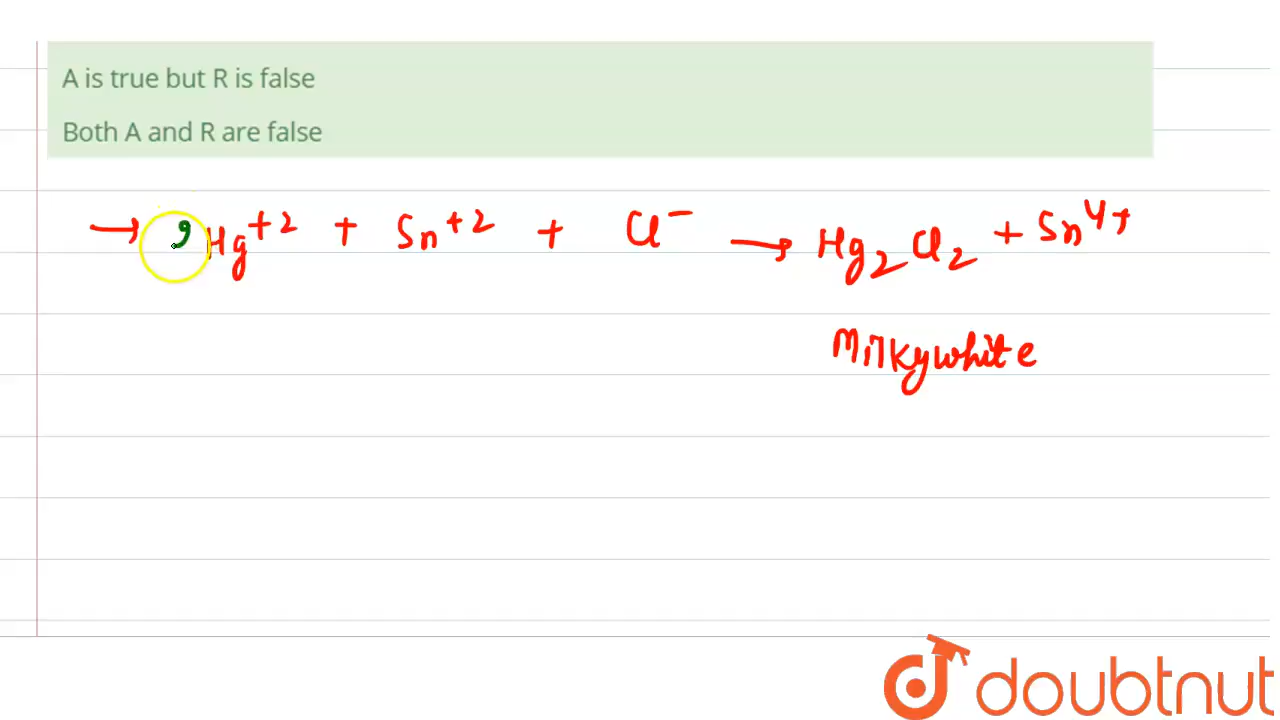 A is true but R is false
Both A and R are false
→ 2Hg⁺² + Sn⁺² + Cl⁻ → Hg₂Cl₂ + Sn⁴⁺
Milkywhite
doubtnut